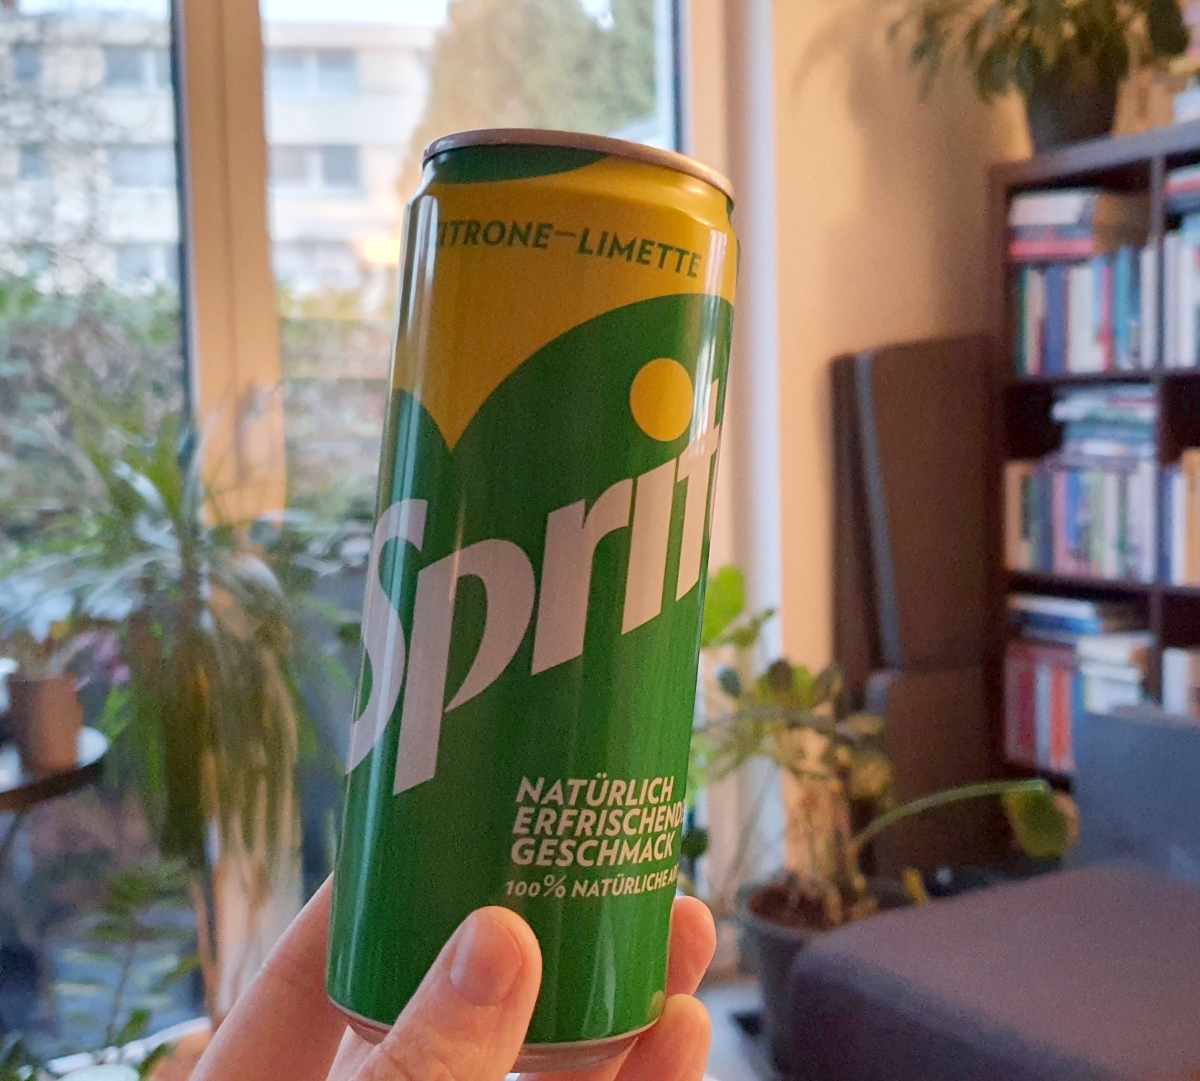 ITRONE-LIMETTE
Sprit
NATÜRLICH
ERFRISCHEND
GESCHMACK
100% NATÜRLICHE